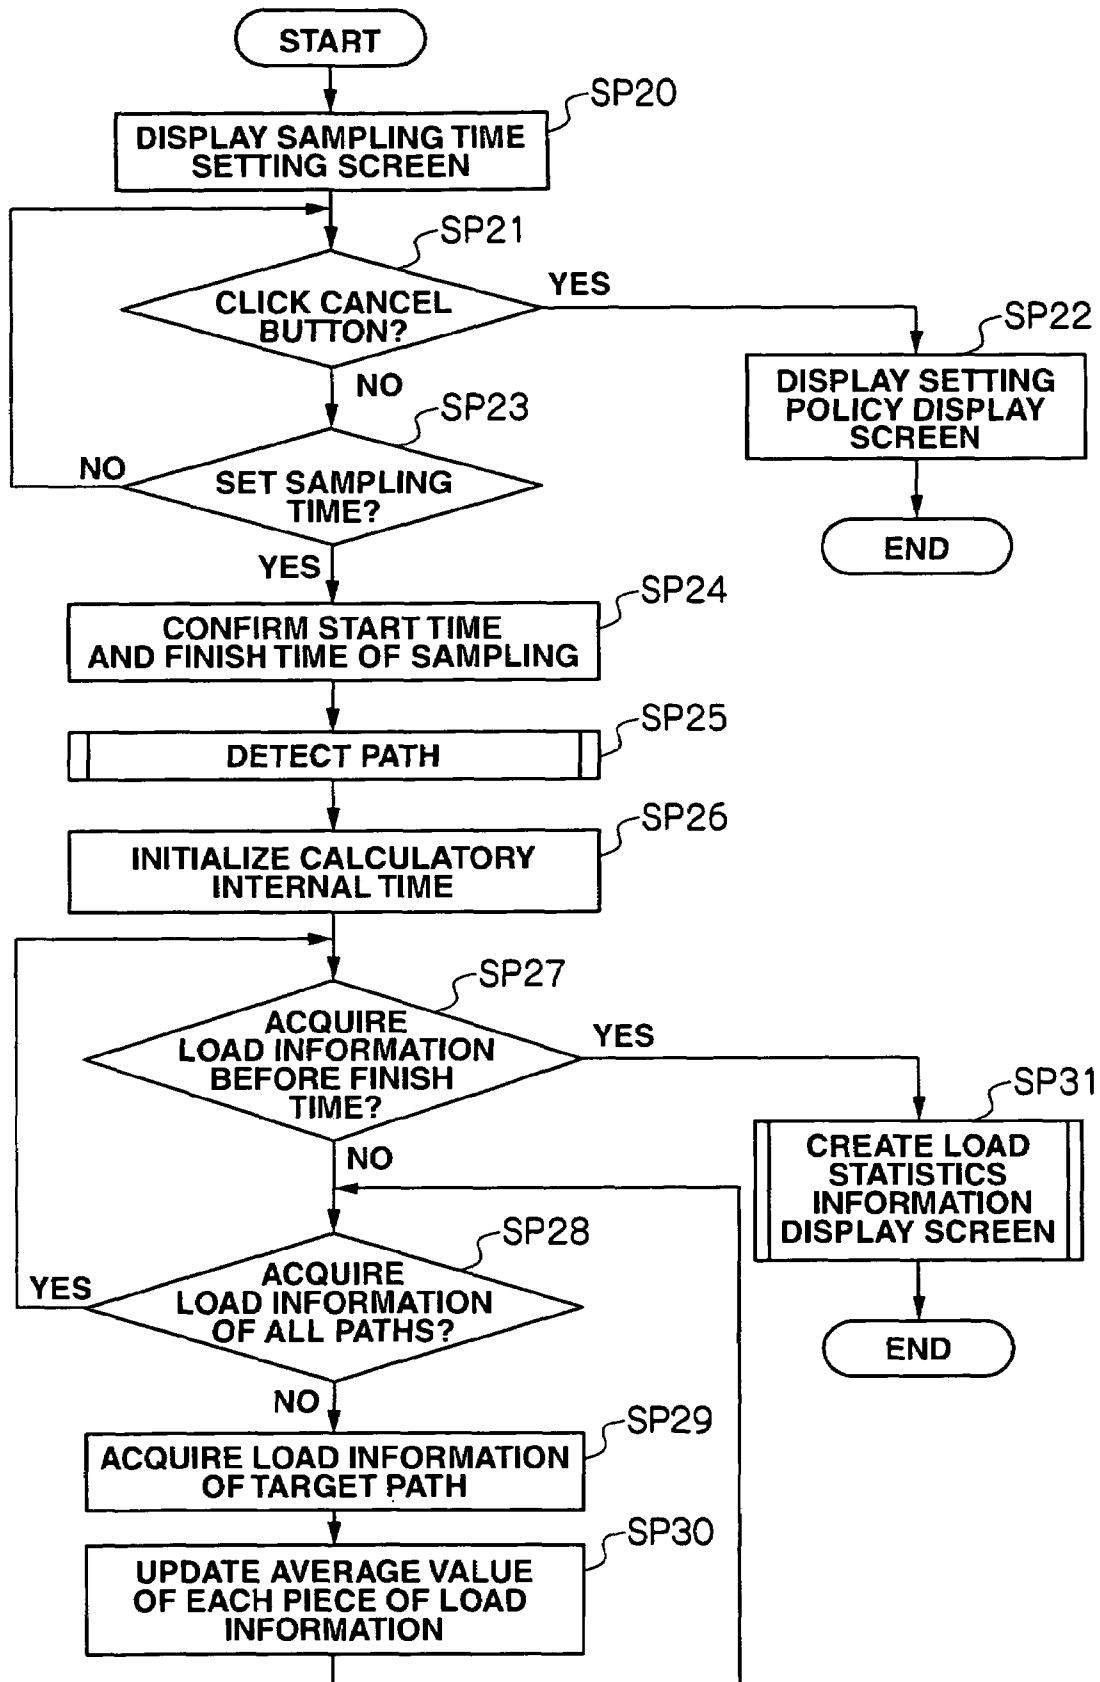 START
SP20
DISPLAY SAMPLING TIME
SETTING SCREEN
SP21
CLICK CANCEL
BUTTON?
YES
NO
SP22
DISPLAY SETTING
POLICY DISPLAY
SCREEN
END
SP23
SET SAMPLING
TIME?
NO
YES
SP24
CONFIRM START TIME
AND FINISH TIME OF SAMPLING
SP25
DETECT PATH
SP26
INITIALIZE CALCULATORY
INTERNAL TIME
SP27
ACQUIRE
LOAD INFORMATION
BEFORE FINISH
TIME?
YES
NO
SP31
CREATE LOAD
STATISTICS
INFORMATION
DISPLAY SCREEN
END
SP28
ACQUIRE
LOAD INFORMATION
OF ALL PATHS?
YES
NO
SP29
ACQUIRE LOAD INFORMATION
OF TARGET PATH
SP30
UPDATE AVERAGE VALUE
OF EACH PIECE OF LOAD
INFORMATION